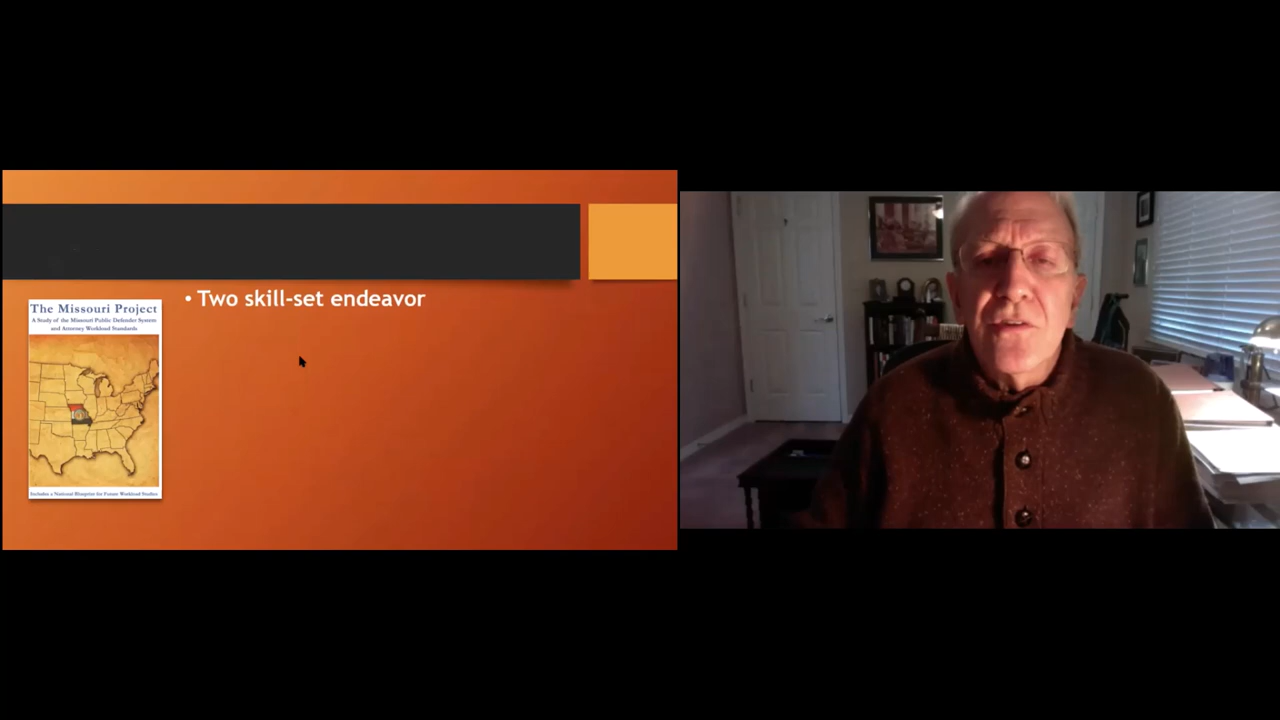 • Two skill-set endeavor
The Missouri Project
A Study of the Missouri Public Defender System
and Attorney Workload Standards
Includes a National Blueprint for Future Workload Studies